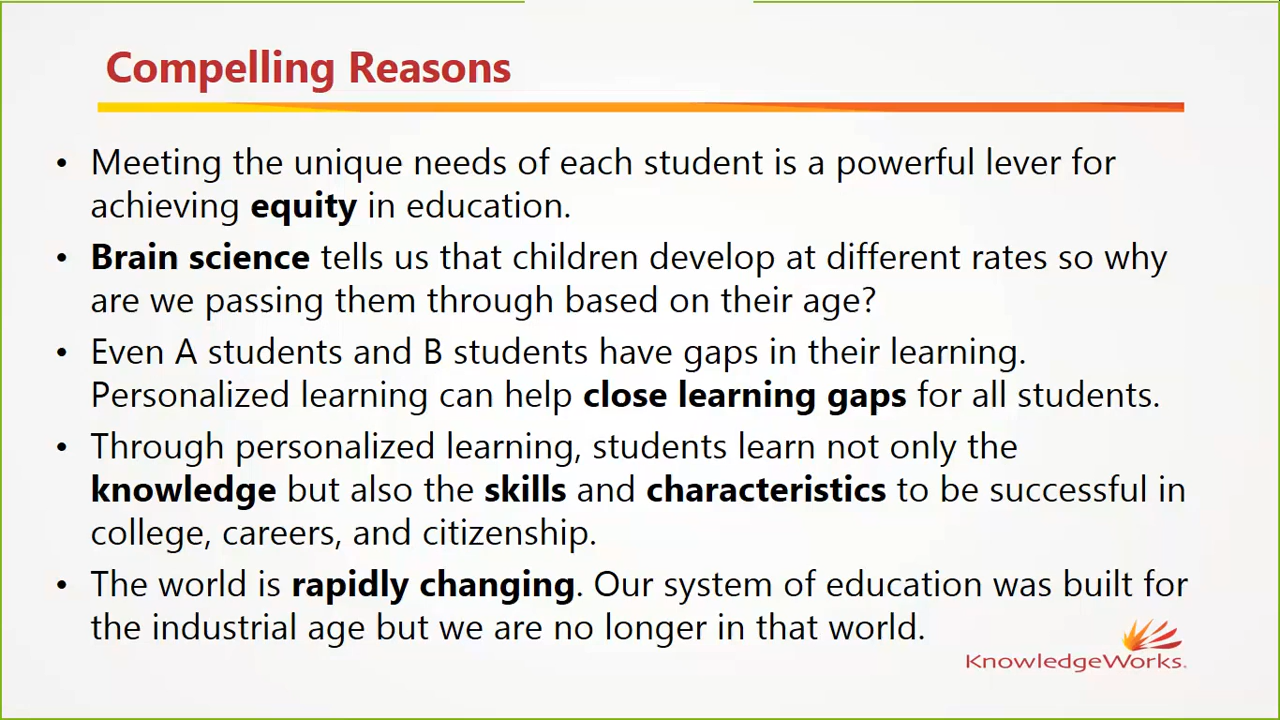 Compelling Reasons
• Meeting the unique needs of each student is a powerful lever for
achieving equity in education.
• Brain science tells us that children develop at different rates so why
are we passing them through based on their age?
• Even A students and B students have gaps in their learning.
Personalized learning can help close learning gaps for all students.
• Through personalized learning, students learn not only the
knowledge but also the skills and characteristics to be successful in
college, careers, and citizenship.
• The world is rapidly changing. Our system of education was built for
the industrial age but we are no longer in that world.
KnowledgeWorks.